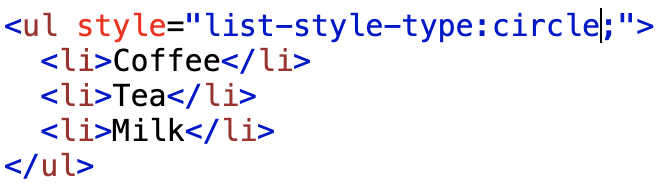 <ul style="list-style-type:circle;">
  <li>Coffee</li>
  <li>Tea</li>
  <li>Milk</li>
</ul>